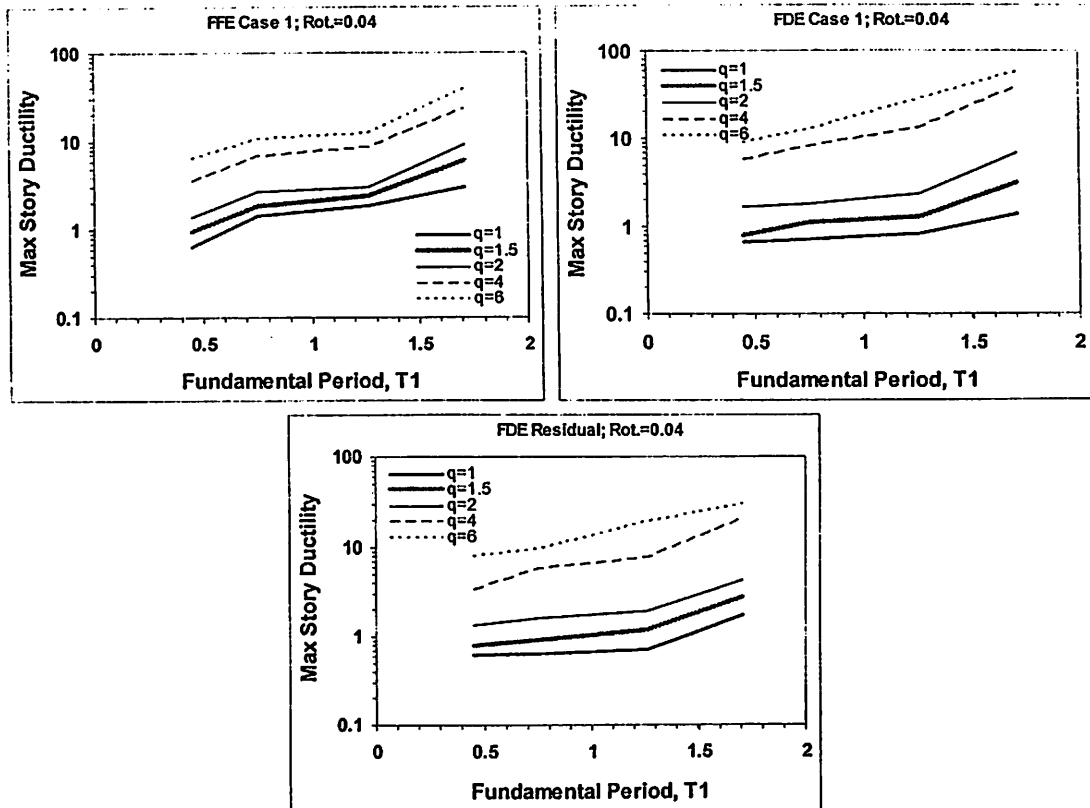 FFE Case 1; Rot.=0.04
100
10
1
0.1
Max Story Ductility
q=1
q=1.5
q=2
q=4
q=6
0
0.5
1
1.5
2
Fundamental Period, T1
FDE Case 1; Rot.=0.04
100
10
1
0.1
Max Story Ductility
q=1
q=1.5
q=2
q=4
q=6
0
0.5
1
1.5
2
Fundamental Period, T1
FDE Residual; Rot.=0.04
100
10
1
0.1
Max Story Ductility
q=1
q=1.5
q=2
q=4
q=6
0
0.5
1
1.5
2
Fundamental Period, T1